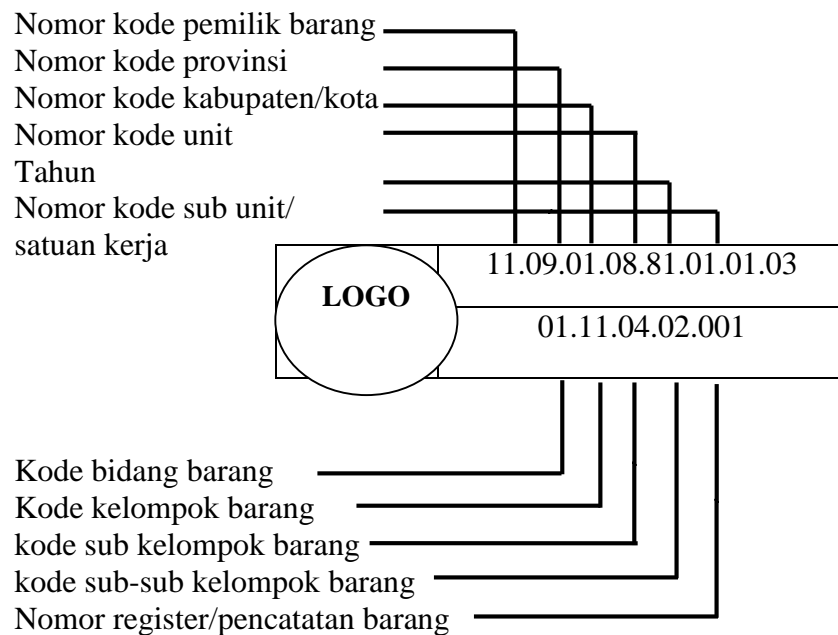 Nomor kode pemilik barang
Nomor kode provinsi
Nomor kode kabupaten/kota
Nomor kode unit
Tahun
Nomor kode sub unit/
satuan kerja
11.09.01.08.81.01.01.03
LOGO
01.11.04.02.001
Kode bidang barang
Kode kelompok barang
kode sub kelompok barang
kode sub-sub kelompok barang
Nomor register/pencatatan barang